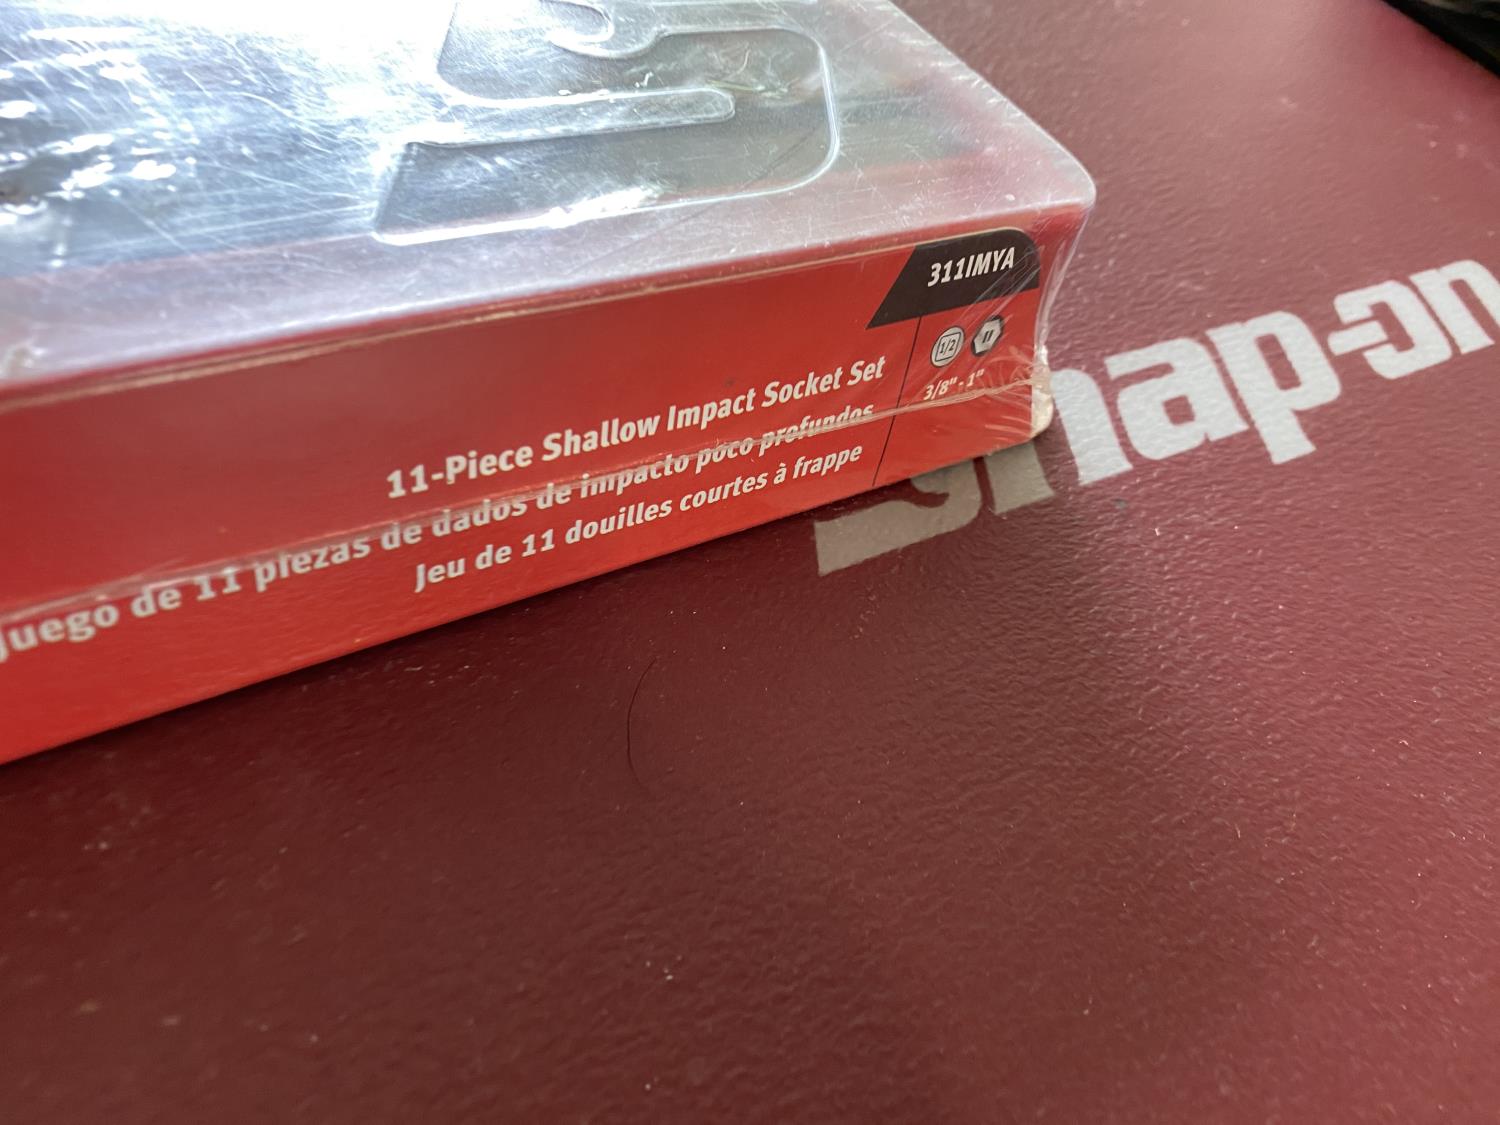 311IMYA
1/2
"
3/8" - 1"
11-Piece Shallow Impact Socket Set
Juego de 11 piezas de dados de impacto poco profundos
Jeu de 11 douilles courtes à frappe
Snap-on